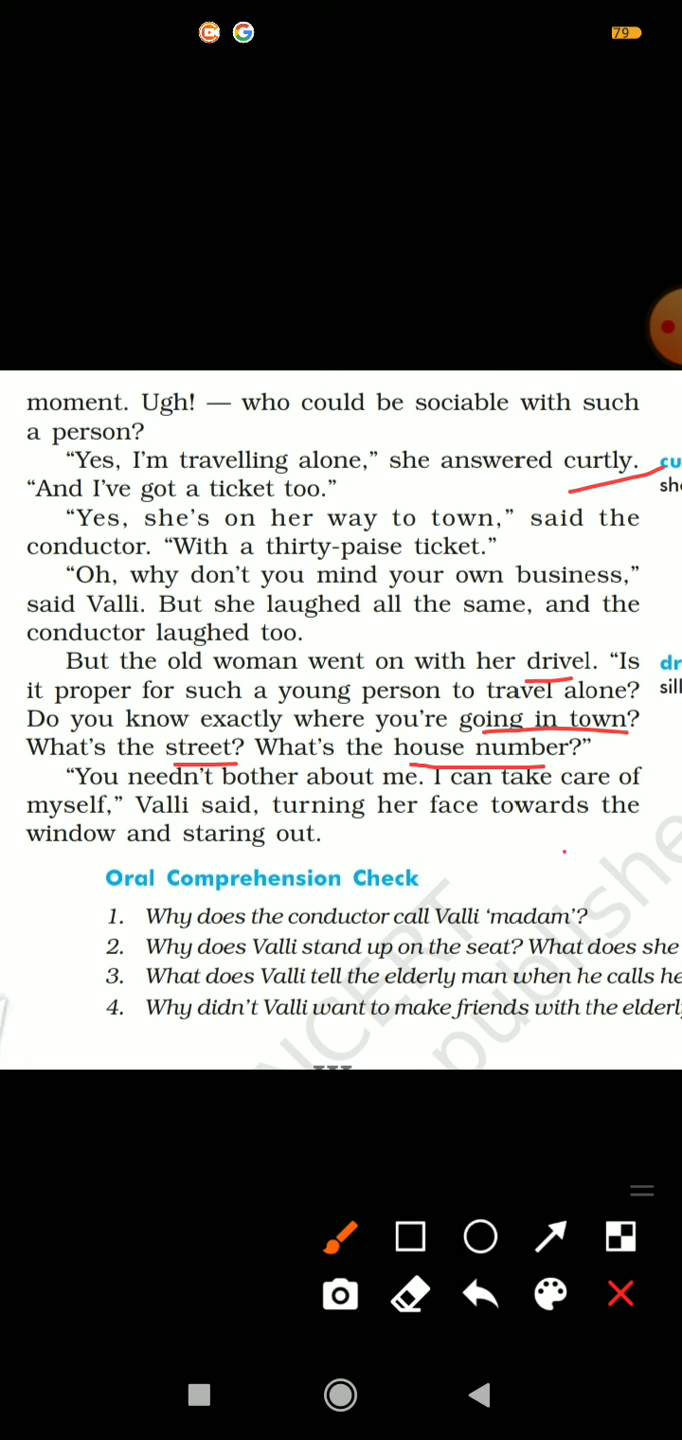 79
moment. Ugh! — who could be sociable with such
a person?
“Yes, I’m travelling alone,” she answered curtly.
cu
“And I’ve got a ticket too.”
sh
“Yes, she’s on her way to town,” said the
conductor. “With a thirty-paise ticket.”
“Oh, why don’t you mind your own business,”
said Valli. But she laughed all the same, and the
conductor laughed too.
But the old woman went on with her drivel. “Is
dr
it proper for such a young person to travel alone?
sill
Do you know exactly where you’re going in town?
What’s the street? What’s the house number?”
“You needn’t bother about me. I can take care of
myself,” Valli said, turning her face towards the
window and staring out.
Oral Comprehension Check
1. Why does the conductor call Valli ‘madam’?
2. Why does Valli stand up on the seat? What does she
3. What does Valli tell the elderly man when he calls he
4. Why didn’t Valli want to make friends with the elderl
NCERT
publishe